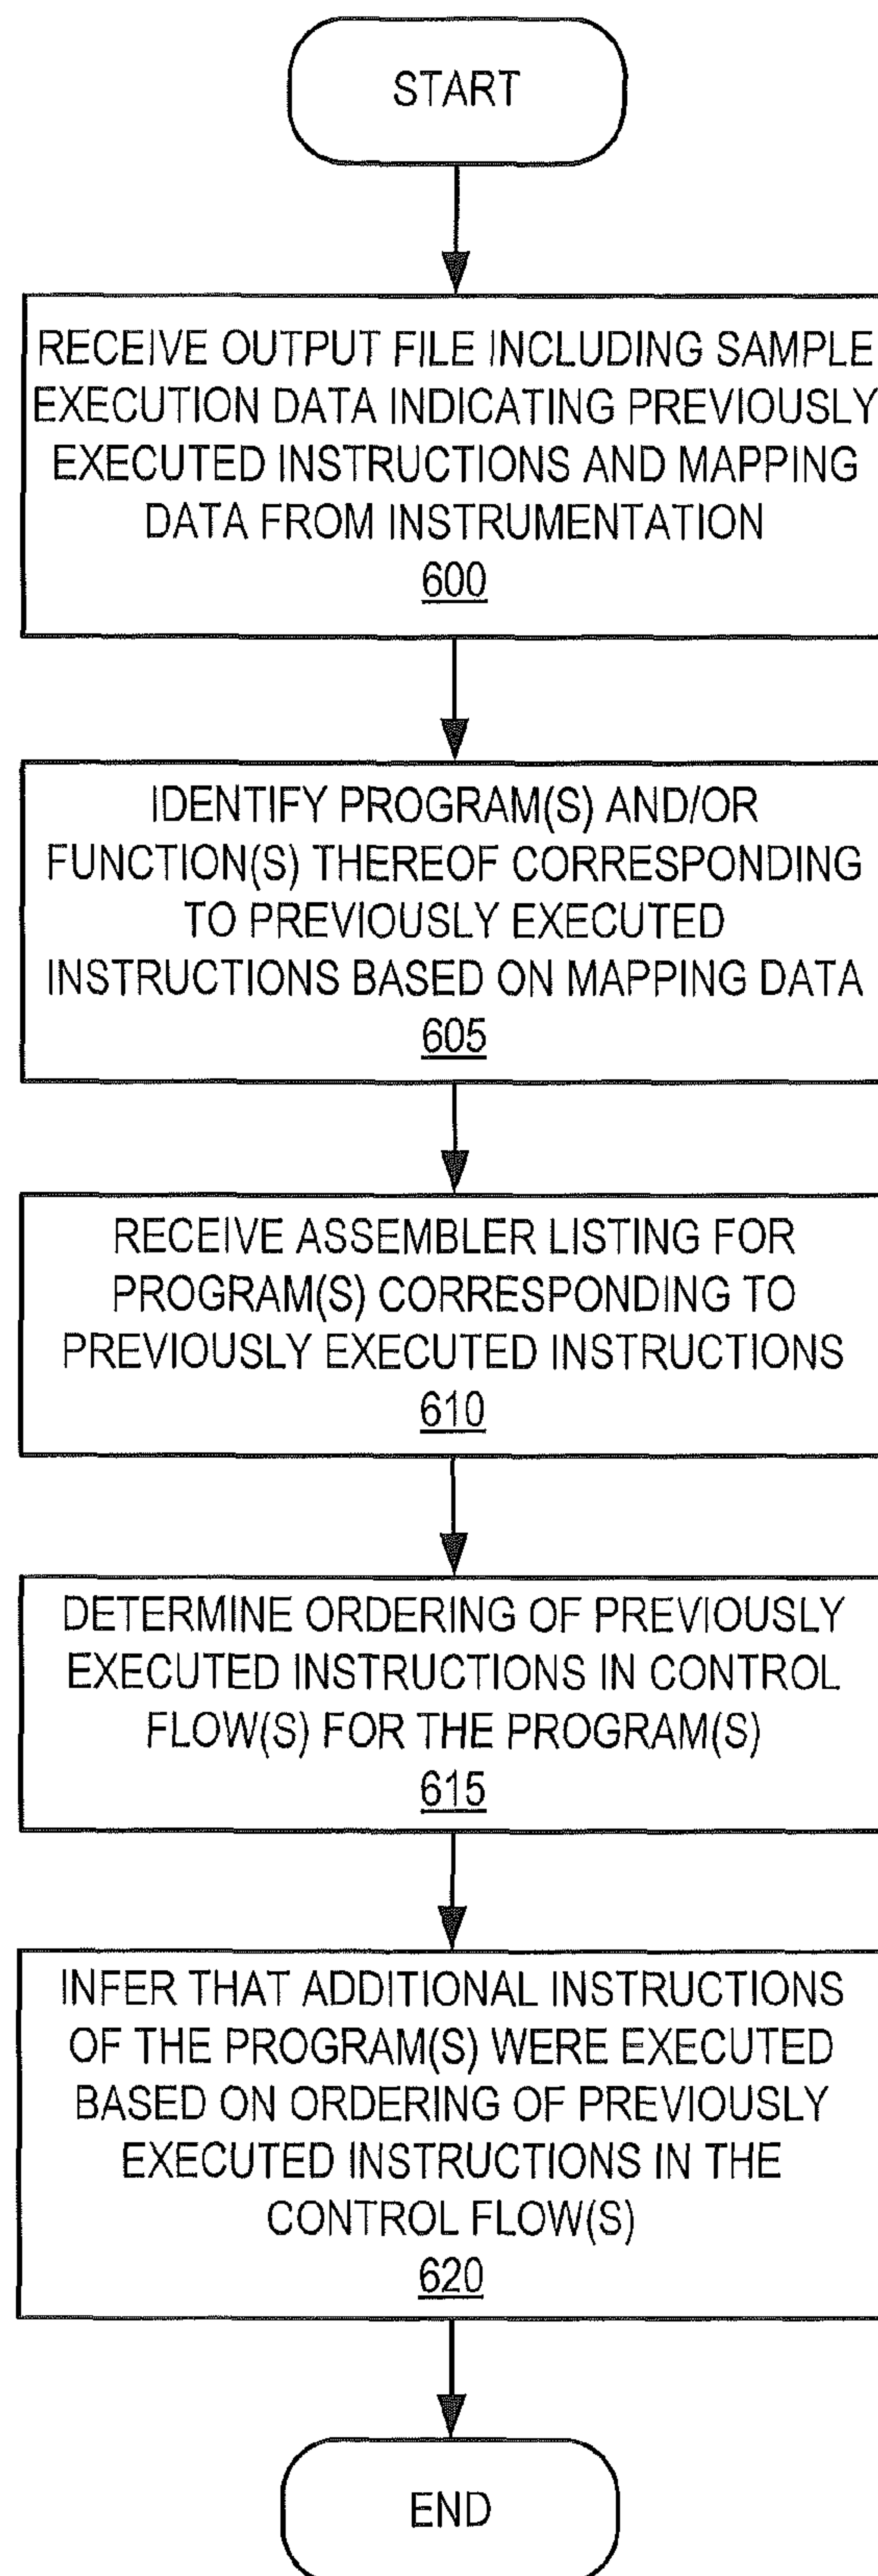 START
RECEIVE OUTPUT FILE INCLUDING SAMPLE
EXECUTION DATA INDICATING PREVIOUSLY
EXECUTED INSTRUCTIONS AND MAPPING
DATA FROM INSTRUMENTATION
600
IDENTIFY PROGRAM(S) AND/OR
FUNCTION(S) THEREOF CORRESPONDING
TO PREVIOUSLY EXECUTED
INSTRUCTIONS BASED ON MAPPING DATA
605
RECEIVE ASSEMBLER LISTING FOR
PROGRAM(S) CORRESPONDING TO
PREVIOUSLY EXECUTED INSTRUCTIONS
610
DETERMINE ORDERING OF PREVIOUSLY
EXECUTED INSTRUCTIONS IN CONTROL
FLOW(S) FOR THE PROGRAM(S)
615
INFER THAT ADDITIONAL INSTRUCTIONS
OF THE PROGRAM(S) WERE EXECUTED
BASED ON ORDERING OF PREVIOUSLY
EXECUTED INSTRUCTIONS IN THE
CONTROL FLOW(S)
620
END